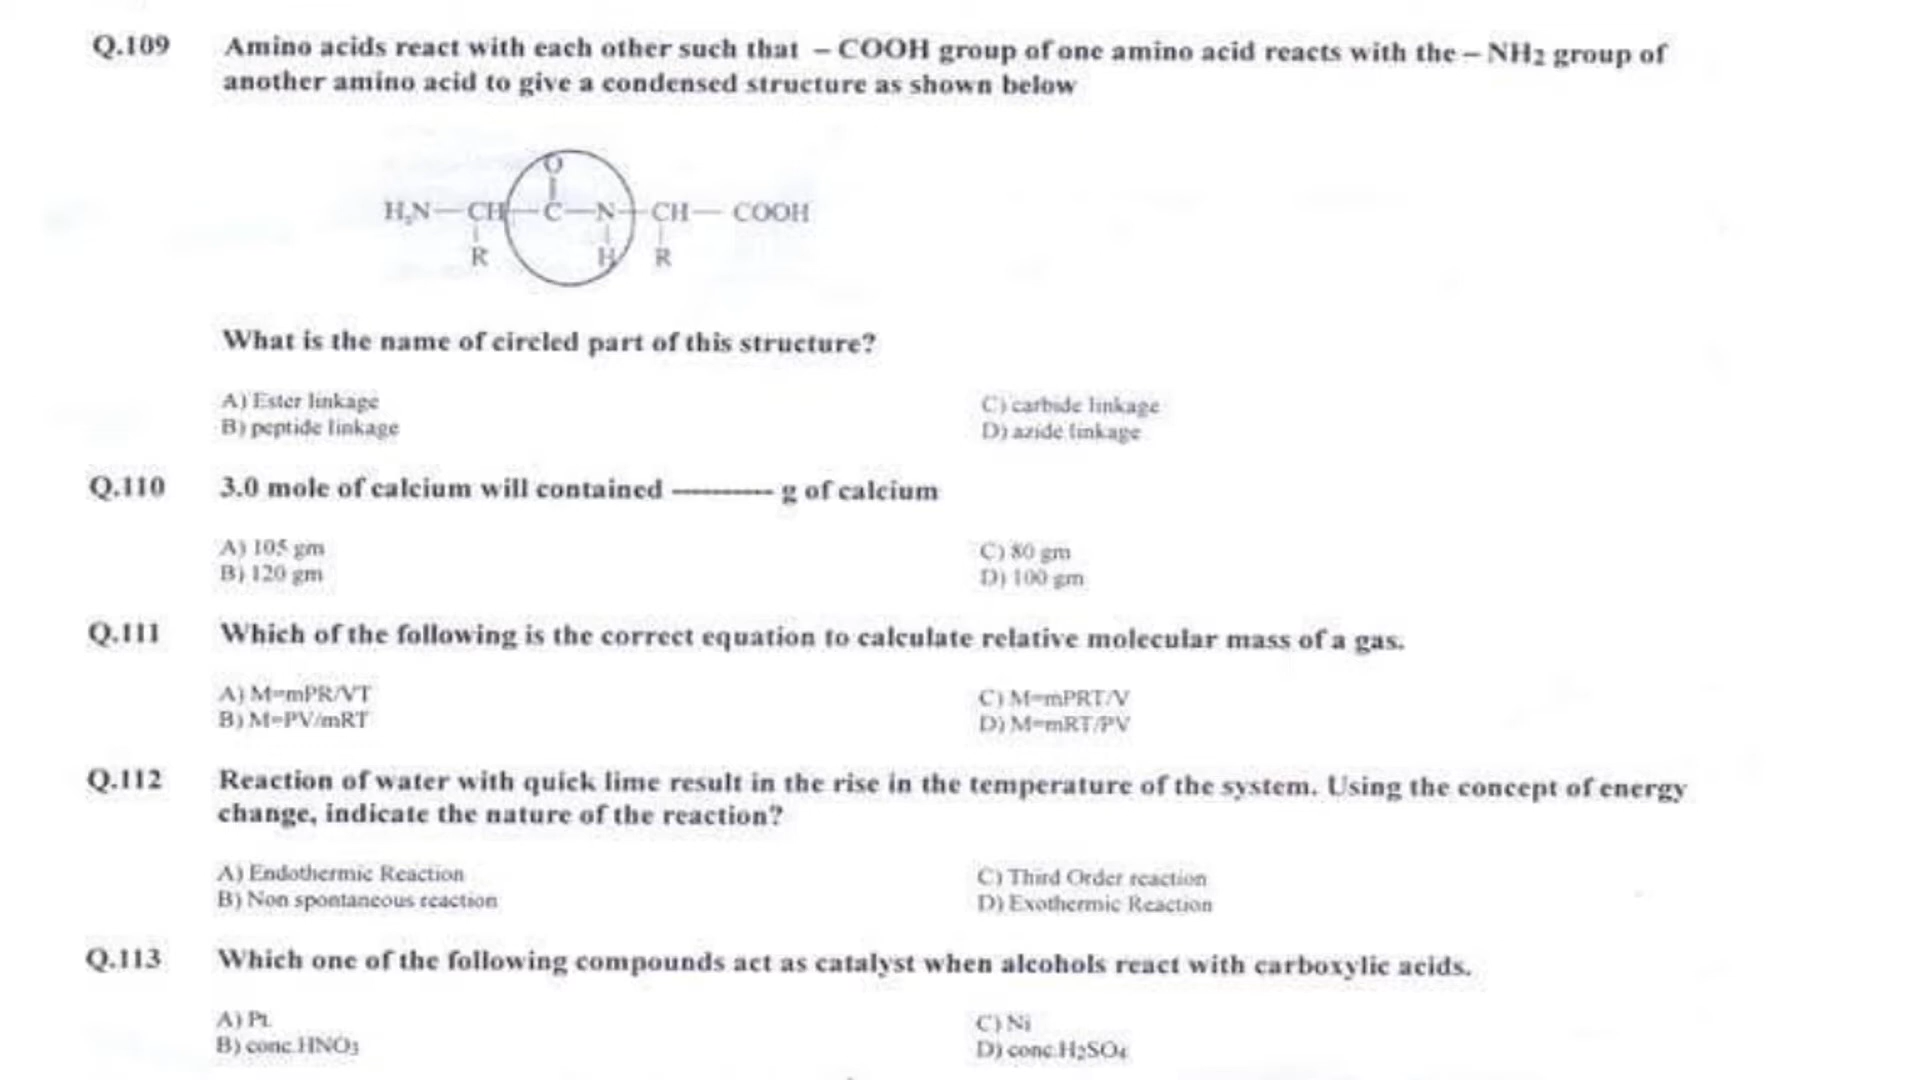 Q.109 Amino acids react with each other such that – COOH group of one amino acid reacts with the – NH2 group of
another amino acid to give a condensed structure as shown below
O
H2N—CH—C—N—CH—COOH
R H R
What is the name of circled part of this structure?
A) Ester linkage C) carbide linkage
B) peptide linkage D) azide linkage
Q.110 3.0 mole of calcium will contained ———— g of calcium
A) 105 gm C) 80 gm
B) 120 gm D) 100 gm
Q.111 Which of the following is the correct equation to calculate relative molecular mass of a gas.
A) M=mPR/VT C) M=mPRT/V
B) M=PV/mRT D) M=mRT/PV
Q.112 Reaction of water with quick lime result in the rise in the temperature of the system. Using the concept of energy
change, indicate the nature of the reaction?
A) Endothermic Reaction C) Third Order reaction
B) Non spontaneous reaction D) Exothermic Reaction
Q.113 Which one of the following compounds act as catalyst when alcohols react with carboxylic acids.
A) Pt C) Ni
B) conc.HNO3 D) conc.H2SO4